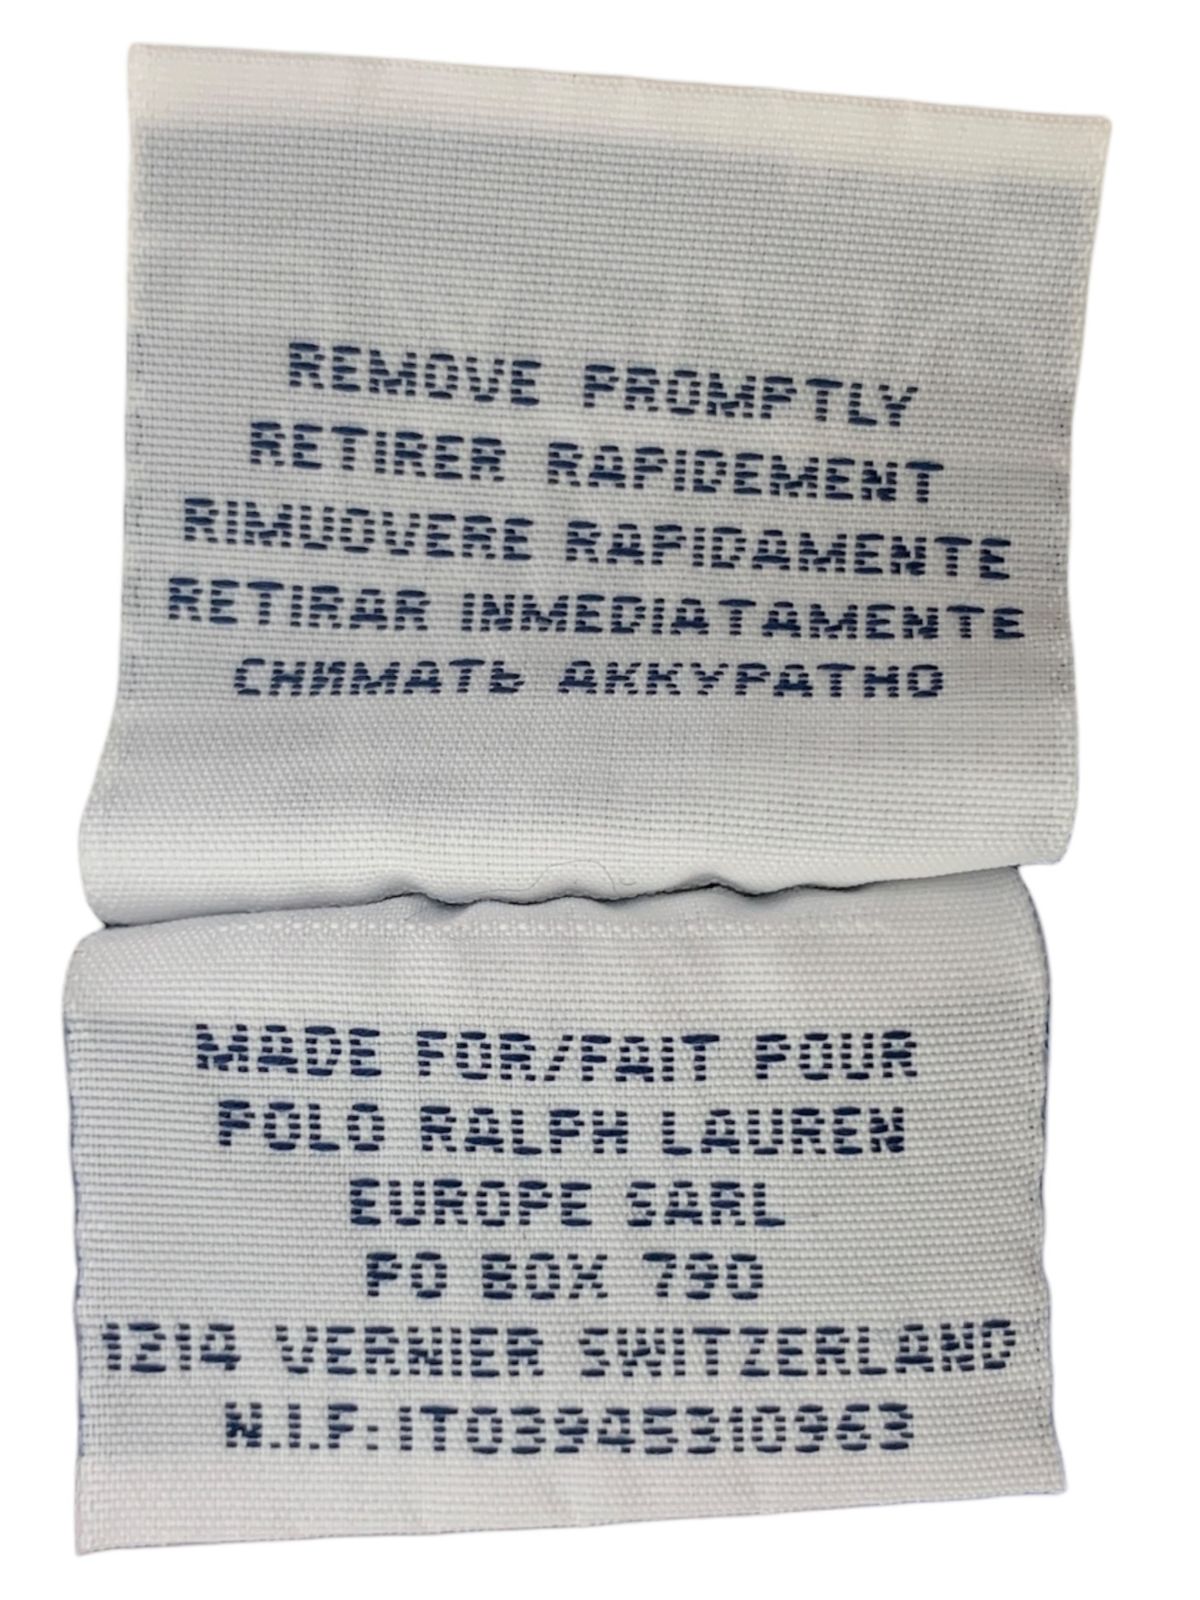 REMOVE PROMPTLY
RETIRER RAPIDEMENT
RIMUOVERE RAPIDAMENTE
RETIRAR INMEDIATAMENTE
СНИМАТЬ АККУРАТНО
MADE FOR/FAIT POUR
POLO RALPH LAUREN
EUROPE SARL
PO BOX 790
1214 VERNIER SWITZERLAND
N.I.F:IT03945310963